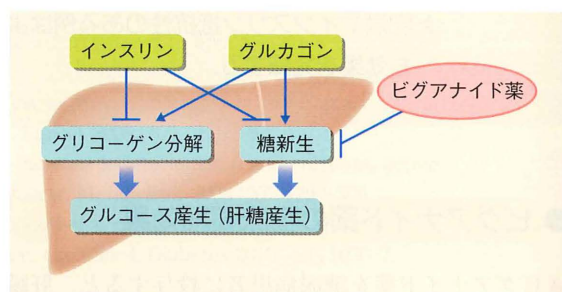 インスリン
グルカゴン
ビグアナイド薬
グリコーゲン分解
糖新生
グルコース産生（肝糖産生）